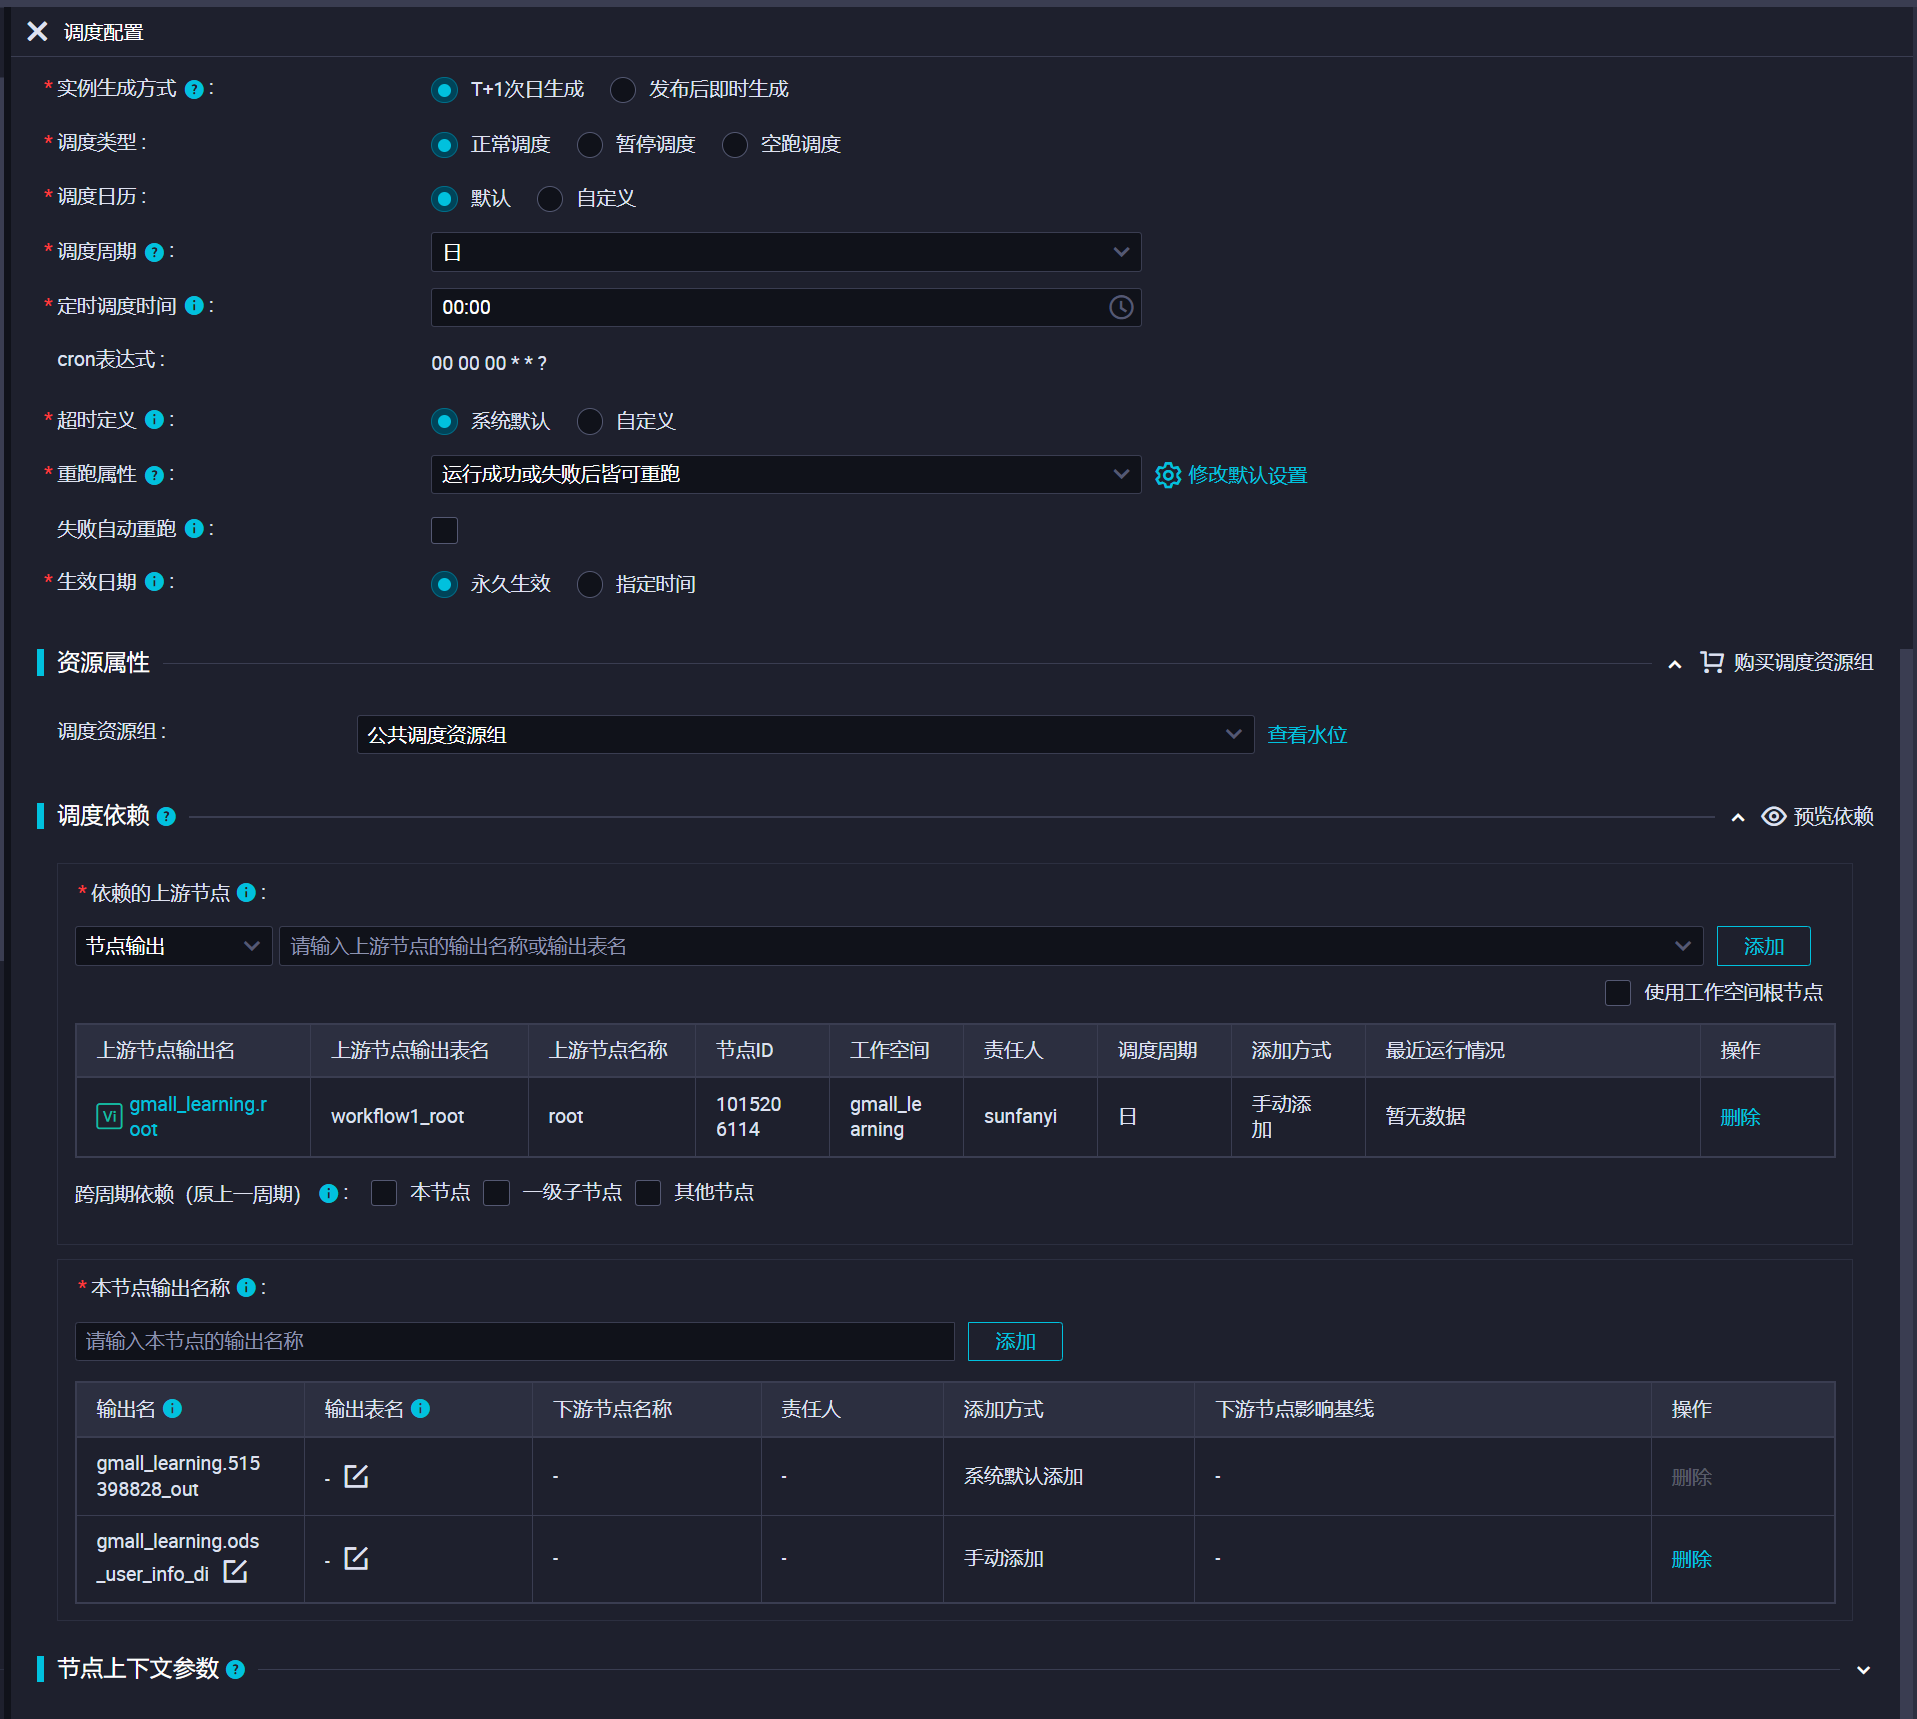 调度配置
* 实例生成方式 ? : T+1次日生成 发布后即时生成
* 调度类型 : 正常调度 暂停调度 空跑调度
* 调度日历 : 默认 自定义
* 调度周期 ? : 日
* 定时调度时间 i : 00:00
cron表达式 : 00 00 00 * * ?
* 超时定义 i : 系统默认 自定义
* 重跑属性 ? : 运行成功或失败后皆可重跑 修改默认设置
失败自动重跑 i :
* 生效日期 i : 永久生效 指定时间
资源属性 购买调度资源组
调度资源组 : 公共调度资源组 查看水位
调度依赖 ? 预览依赖
* 依赖的上游节点 i :
节点输出 请输入上游节点的输出名称或输出表名 添加
使用工作空间根节点
上游节点输出名 上游节点输出表名 上游节点名称 节点ID 工作空间 责任人 调度周期 添加方式 最近运行情况 操作
Vi gmall_learning.r
oot
workflow1_root
root
101520
6114
gmall_le
arning
sunfanyi
日
手动添
加
暂无数据
删除
跨周期依赖（原上一周期） i : 本节点 一级子节点 其他节点
* 本节点输出名称 i :
请输入本节点的输出名称 添加
输出名 i 输出表名 i 下游节点名称 责任人 添加方式 下游节点影响基线 操作
gmall_learning.515
398828_out
- - - 系统默认添加 - 删除
gmall_learning.ods
_user_info_di
- - - 手动添加 - 删除
节点上下文参数 ?